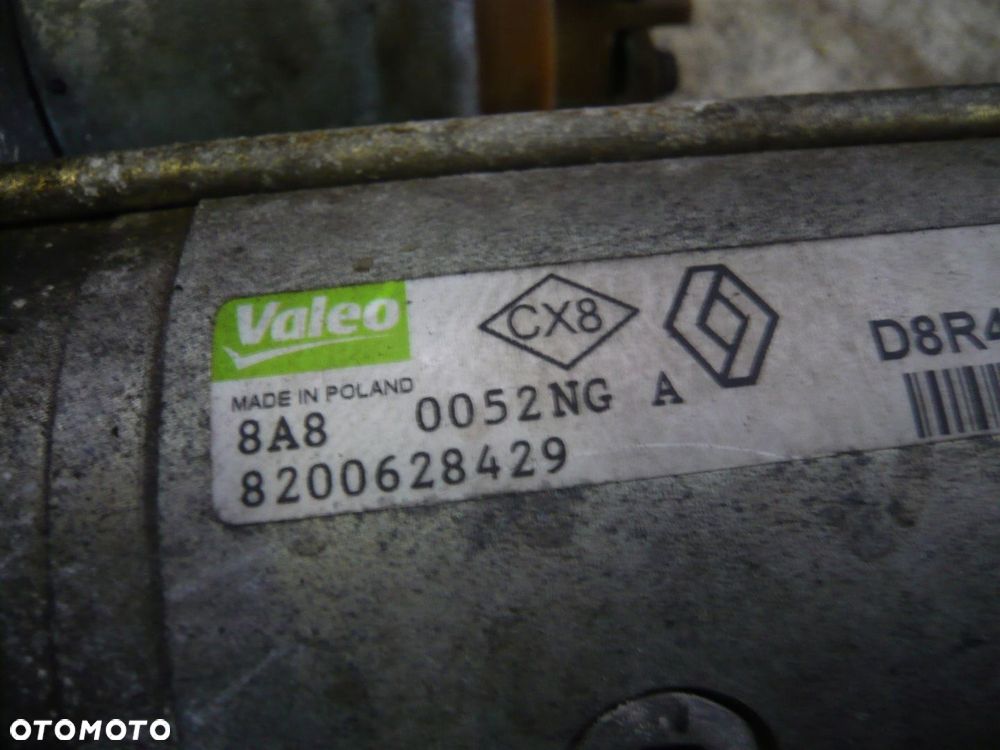 Valeo
CX8
D8R4
MADE IN POLAND
8A8 0052NG A
8200628429
OTOMOTO